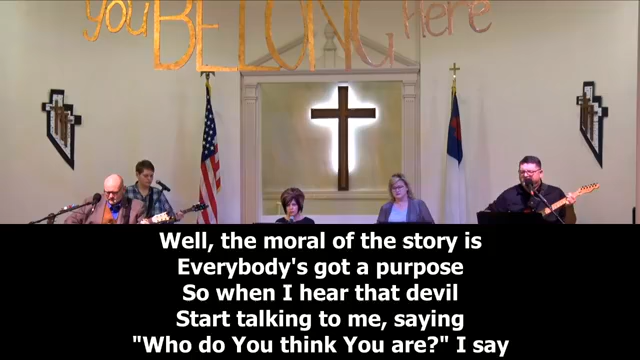 you BELONG here
Well, the moral of the story is
Everybody's got a purpose
So when I hear that devil
Start talking to me, saying
"Who do You think You are?" I say